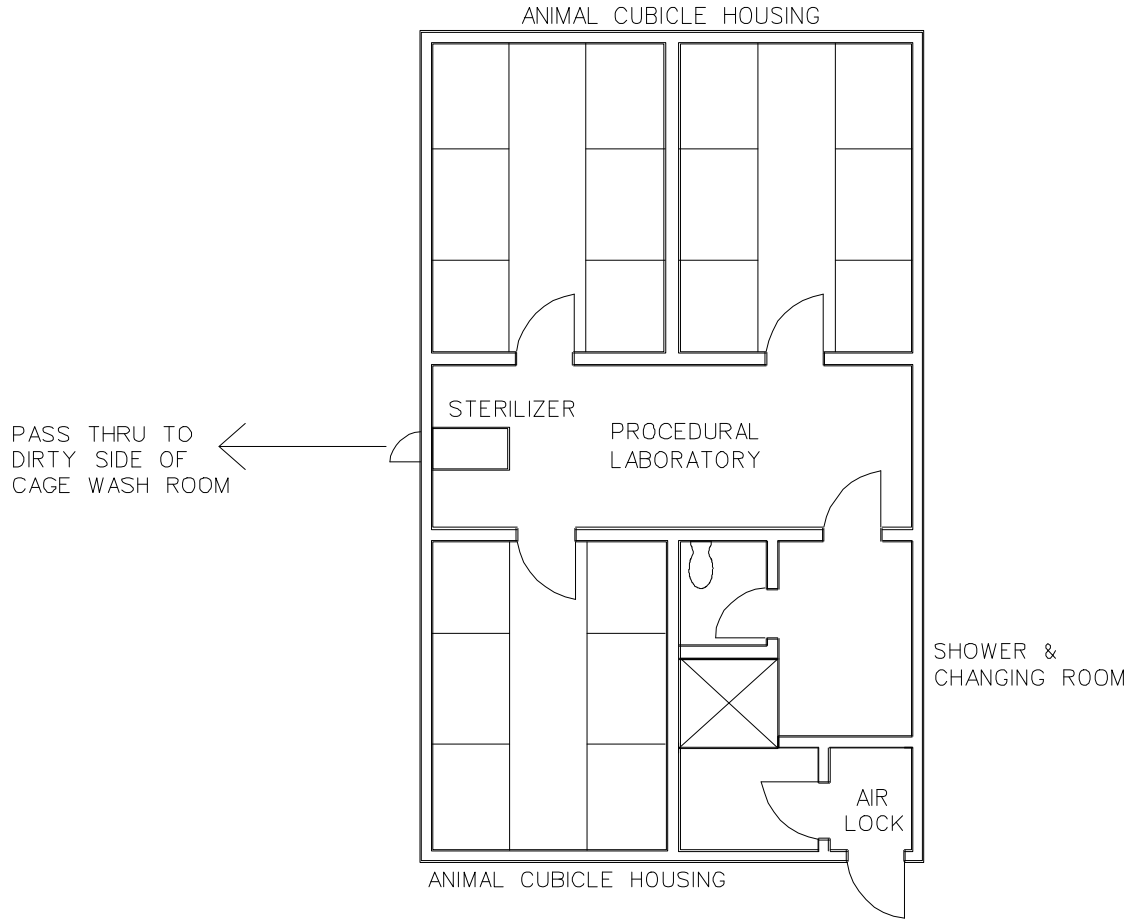 ANIMAL CUBICLE HOUSING
STERILIZER
PROCEDURAL
LABORATORY
PASS THRU TO
DIRTY SIDE OF
CAGE WASH ROOM
SHOWER &
CHANGING ROOM
AIR
LOCK
ANIMAL CUBICLE HOUSING